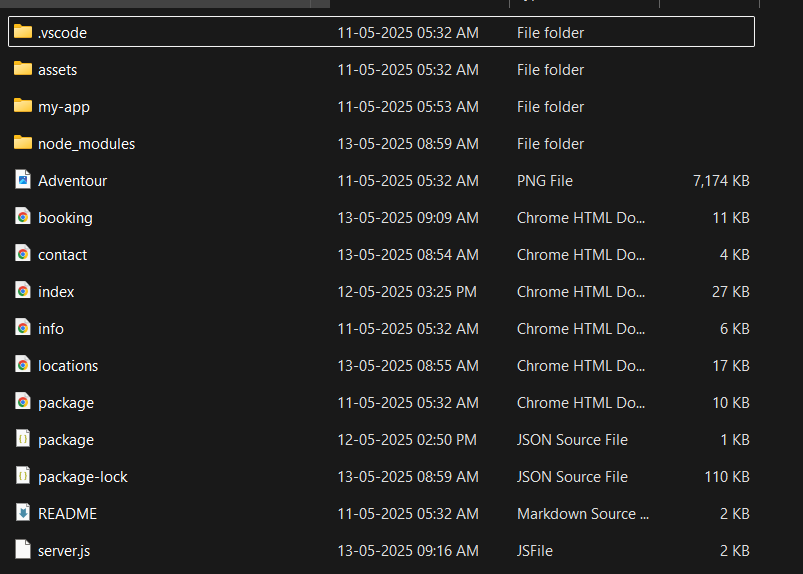 .vscode 11-05-2025 05:32 AM File folder
assets 11-05-2025 05:32 AM File folder
my-app 11-05-2025 05:53 AM File folder
node_modules 13-05-2025 08:59 AM File folder
Adventour 11-05-2025 05:32 AM PNG File 7,174 KB
booking 13-05-2025 09:09 AM Chrome HTML Do... 11 KB
contact 13-05-2025 08:54 AM Chrome HTML Do... 4 KB
index 12-05-2025 03:25 PM Chrome HTML Do... 27 KB
info 11-05-2025 05:32 AM Chrome HTML Do... 6 KB
locations 13-05-2025 08:55 AM Chrome HTML Do... 17 KB
package 11-05-2025 05:32 AM Chrome HTML Do... 10 KB
package 12-05-2025 02:50 PM JSON Source File 1 KB
package-lock 13-05-2025 08:59 AM JSON Source File 110 KB
README 11-05-2025 05:32 AM Markdown Source ... 2 KB
server.js 13-05-2025 09:16 AM JSFile 2 KB